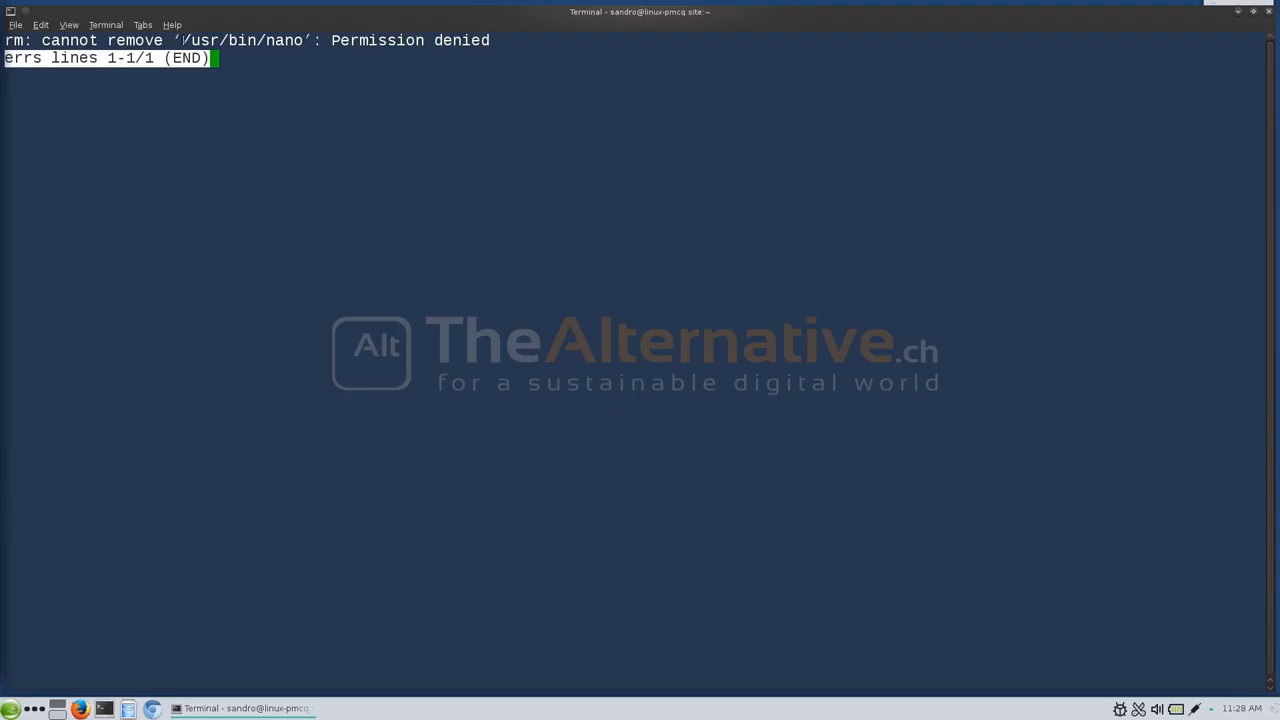 Terminal - sandro@linux-pmcq.site: ~
File Edit View Terminal Tabs Help
rm: cannot remove ‘/usr/bin/nano’: Permission denied
errs lines 1-1/1 (END)
Alt TheAlternative.ch
for a sustainable digital world
Terminal - sandro@linux-pmcq.
11:28 AM